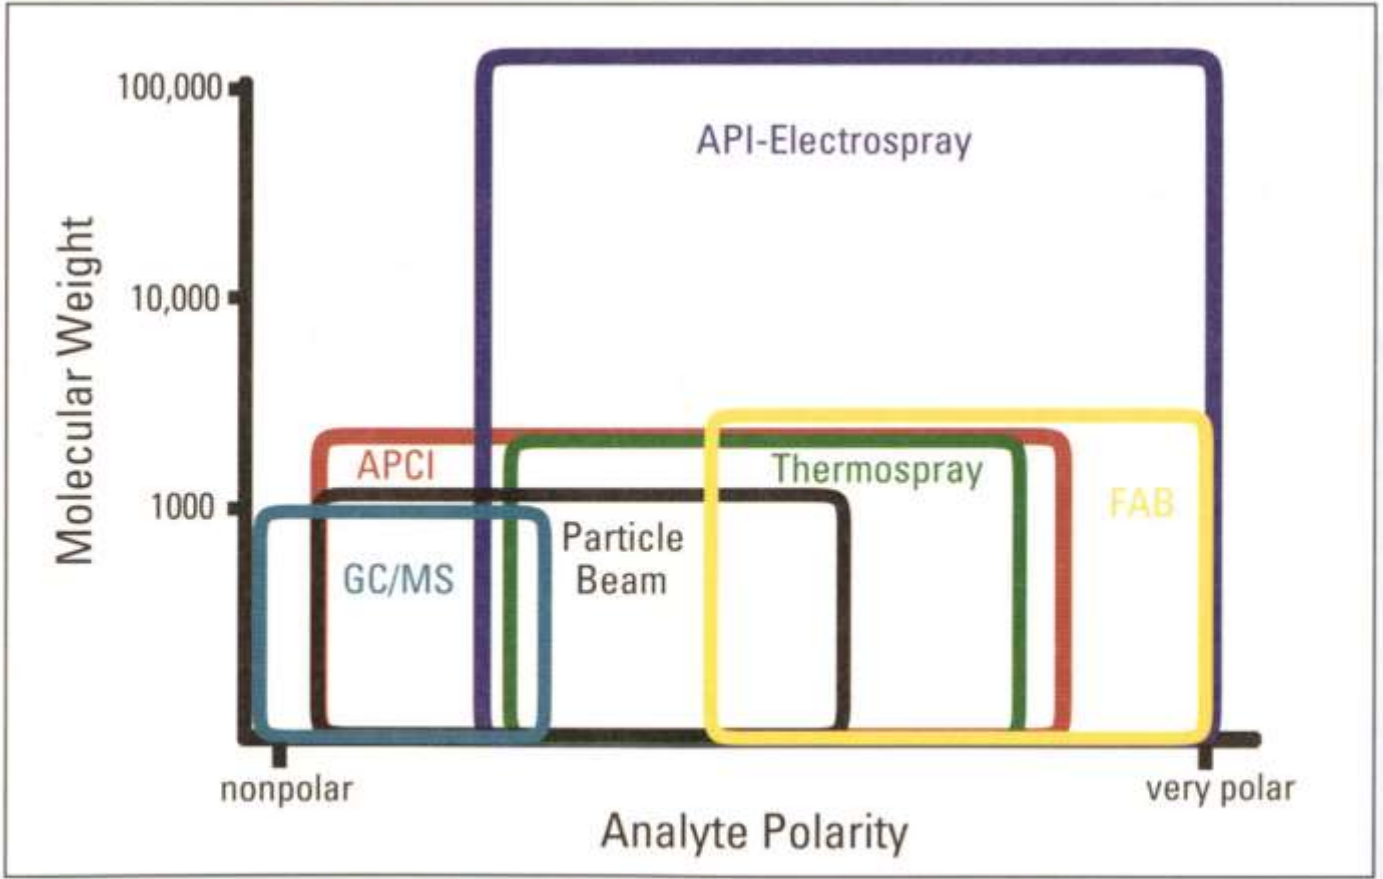 100,000
API-Electrospray
10,000
Molecular Weight
APCI
Thermospray
1000
FAB
Particle
Beam
GC/MS
nonpolar
very polar
Analyte Polarity